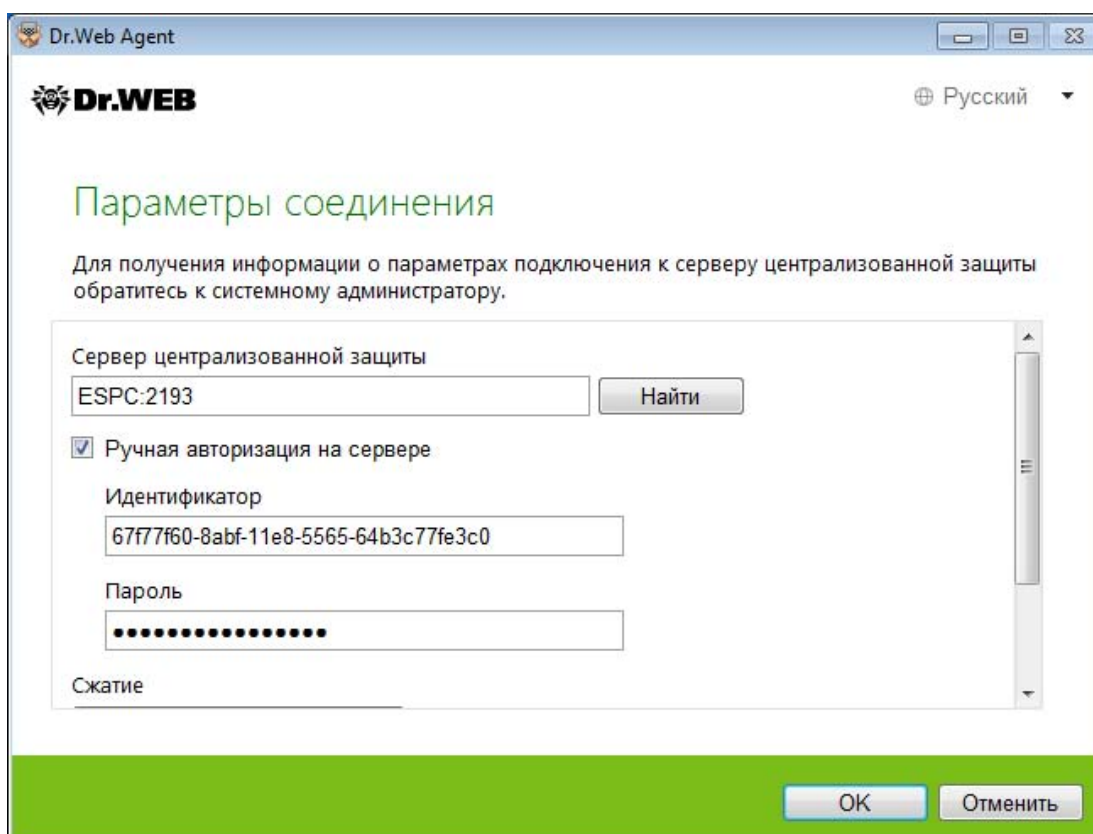 Dr.Web Agent
Dr.WEB
Русский
Параметры соединения
Для получения информации о параметрах подключения к серверу централизованной защиты
обратитесь к системному администратору.
Сервер централизованной защиты
ESPC:2193
Найти
Ручная авторизация на сервере
Идентификатор
67f77f60-8abf-11e8-5565-64b3c77fe3c0
Пароль
••••••••••••••••
Сжатие
OK
Отменить